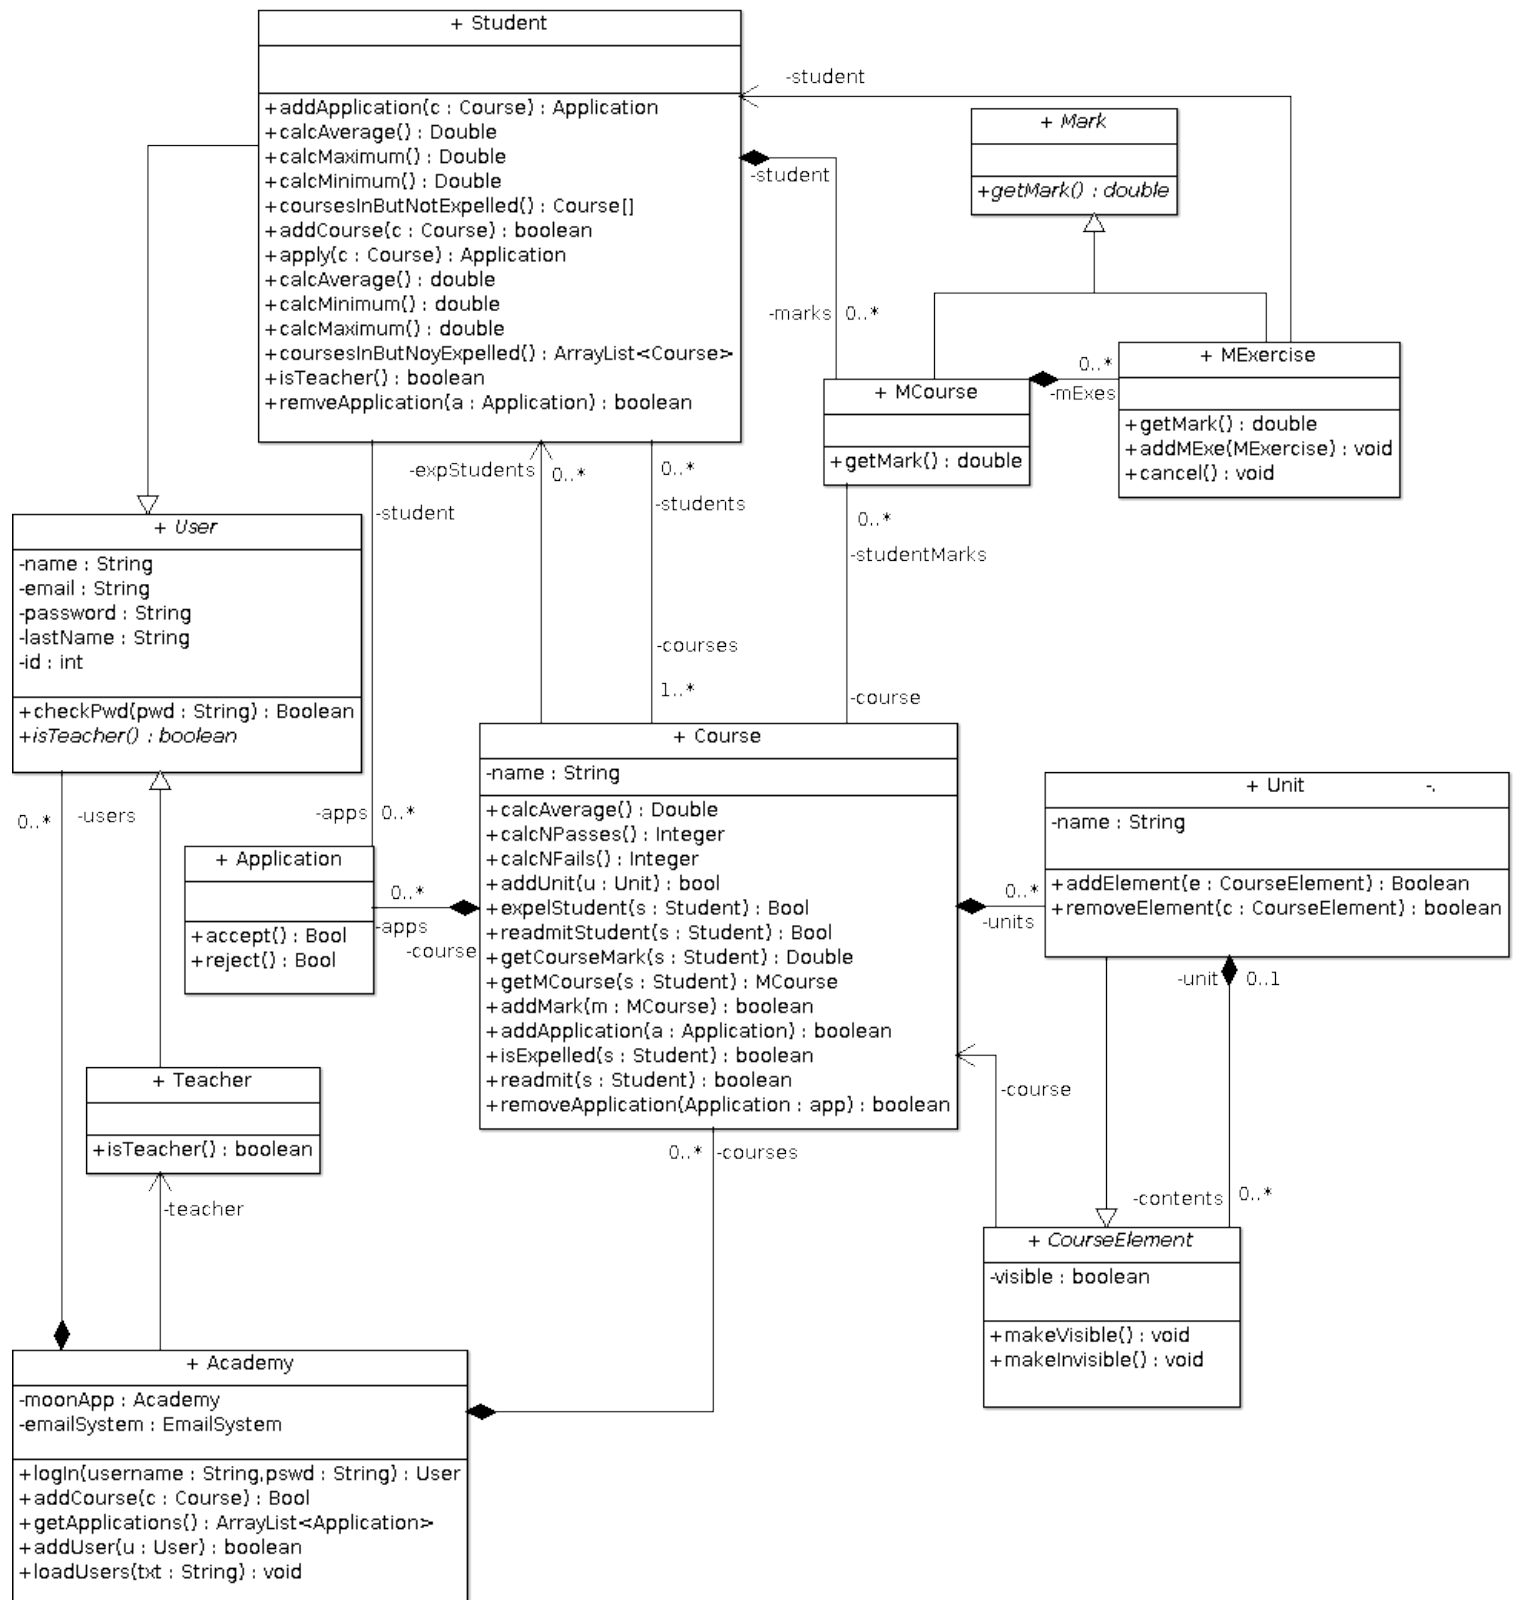 + Student
+addApplication(c : Course) : Application
+calcAverage() : Double
+calcMaximum() : Double
+calcMinimum() : Double
+coursesInButNotExpelled() : Course[]
+addCourse(c : Course) : boolean
+apply(c : Course) : Application
+calcAverage() : double
+calcMinimum() : double
+calcMaximum() : double
+coursesInButNoyExpelled() : ArrayList<Course>
+isTeacher() : boolean
+remveApplication(a : Application) : boolean
-student
+ Mark
+getMark() : double
-student
-marks
0..*
+ MCourse
+getMark() : double
0..*
-mExes
+ MExercise
+getMark() : double
+addMExe(MExercise) : void
+cancel() : void
-expStudents
0..*
0..*
-students
-student
0..*
-studentMarks
+ User
-name : String
-email : String
-password : String
-lastName : String
-id : int
+checkPwd(pwd : String) : Boolean
+isTeacher() : boolean
-courses
1..*
-course
0..*
-users
-apps
0..*
+ Application
+accept() : Bool
+reject() : Bool
0..*
-apps
-course
+ Course
-name : String
+calcAverage() : Double
+calcNPasses() : Integer
+calcNFails() : Integer
+addUnit(u : Unit) : bool
+expelStudent(s : Student) : Bool
+readmitStudent(s : Student) : Bool
+getCourseMark(s : Student) : Double
+getMCourse(s : Student) : MCourse
+addMark(m : MCourse) : boolean
+addApplication(a : Application) : boolean
+isExpelled(s : Student) : boolean
+readmit(s : Student) : boolean
+removeApplication(Application : app) : boolean
0..*
-units
+ Unit -.
-name : String
+addElement(e : CourseElement) : Boolean
+removeElement(c : CourseElement) : boolean
-unit
0..1
-course
-contents
0..*
+ CourseElement
-visible : boolean
+makeVisible() : void
+makeInvisible() : void
+ Teacher
+isTeacher() : boolean
-teacher
0..*
-courses
+ Academy
-moonApp : Academy
-emailSystem : EmailSystem
+logIn(username : String,pswd : String) : User
+addCourse(c : Course) : Bool
+getApplications() : ArrayList<Application>
+addUser(u : User) : boolean
+loadUsers(txt : String) : void